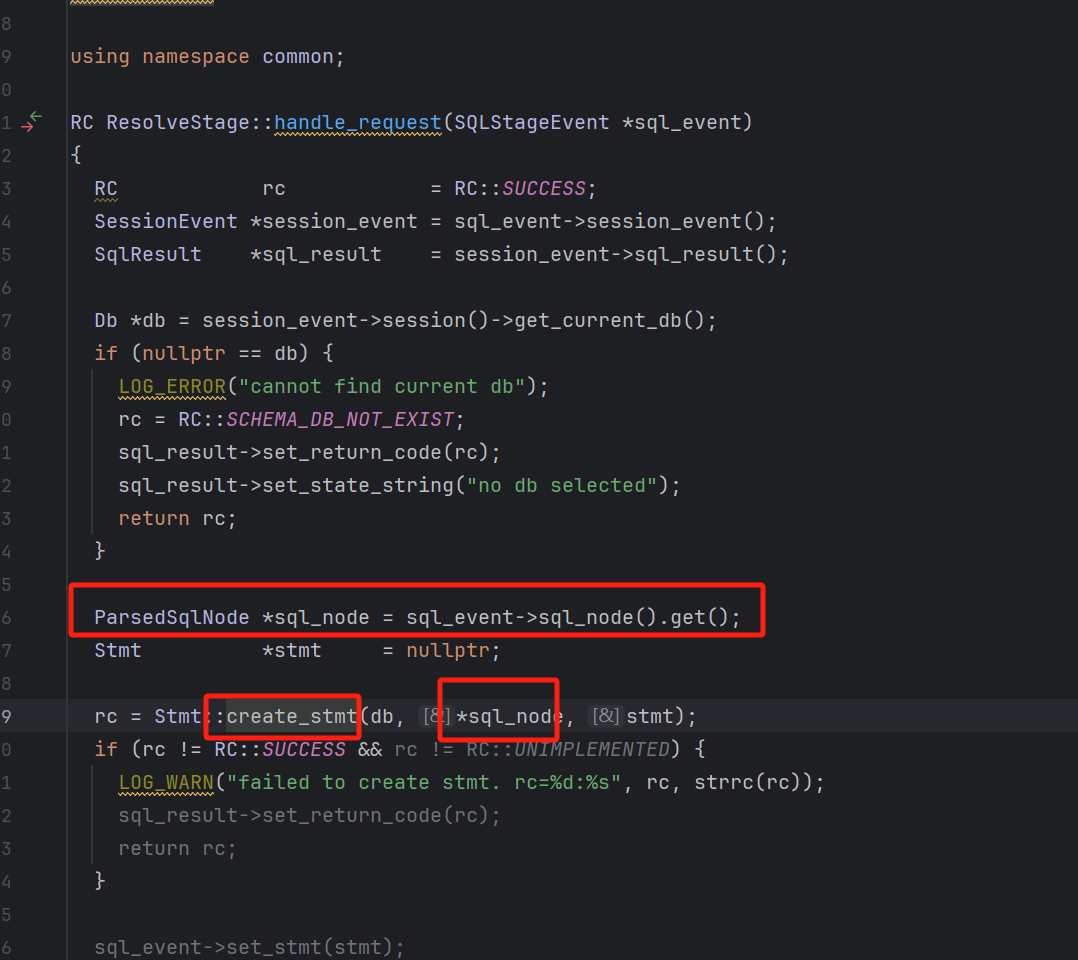 8
9 using namespace common;
0
1 RC ResolveStage::handle_request(SQLStageEvent *sql_event)
2 {
3   RC            rc            = RC::SUCCESS;
4   SessionEvent *session_event = sql_event->session_event();
5   SqlResult    *sql_result    = session_event->sql_result();
6
7   Db *db = session_event->session()->get_current_db();
8   if (nullptr == db) {
9     LOG_ERROR("cannot find current db");
0     rc = RC::SCHEMA_DB_NOT_EXIST;
1     sql_result->set_return_code(rc);
2     sql_result->set_state_string("no db selected");
3     return rc;
4   }
5
6   ParsedSqlNode *sql_node = sql_event->sql_node().get();
7   Stmt          *stmt     = nullptr;
8
9   rc = Stmt::create_stmt(db, [&]*sql_node, [&]stmt);
0   if (rc != RC::SUCCESS && rc != RC::UNIMPLEMENTED) {
1     LOG_WARN("failed to create stmt. rc=%d:%s", rc, strrc(rc));
2     sql_result->set_return_code(rc);
3     return rc;
4   }
5
6   sql_event->set_stmt(stmt);